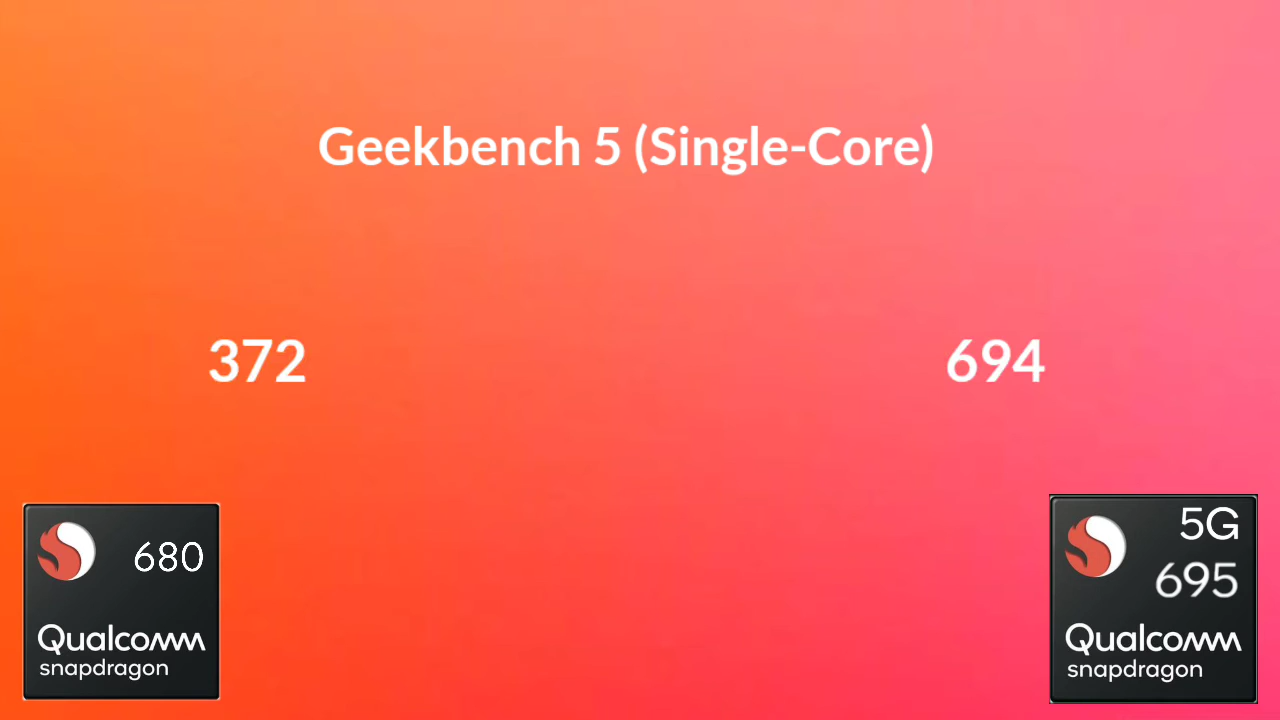 Geekbench 5 (Single-Core)
372
694
680
Qualcomm
snapdragon
5G
695
Qualcomm
snapdragon